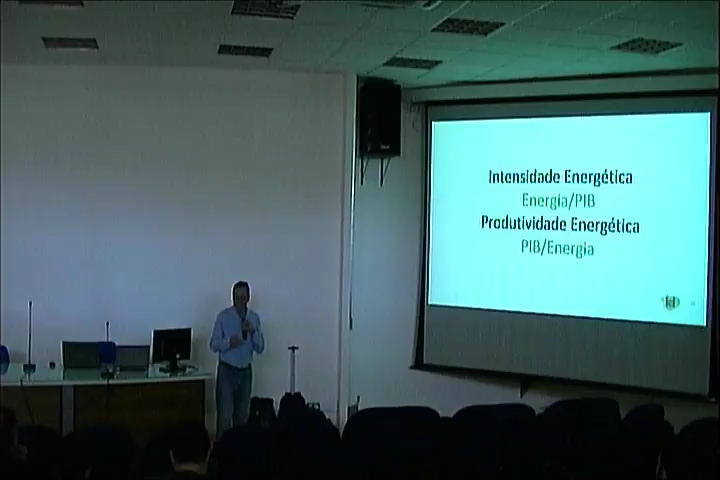 Intensidade Energética
Energia/PIB
Produtividade Energética
PIB/Energia